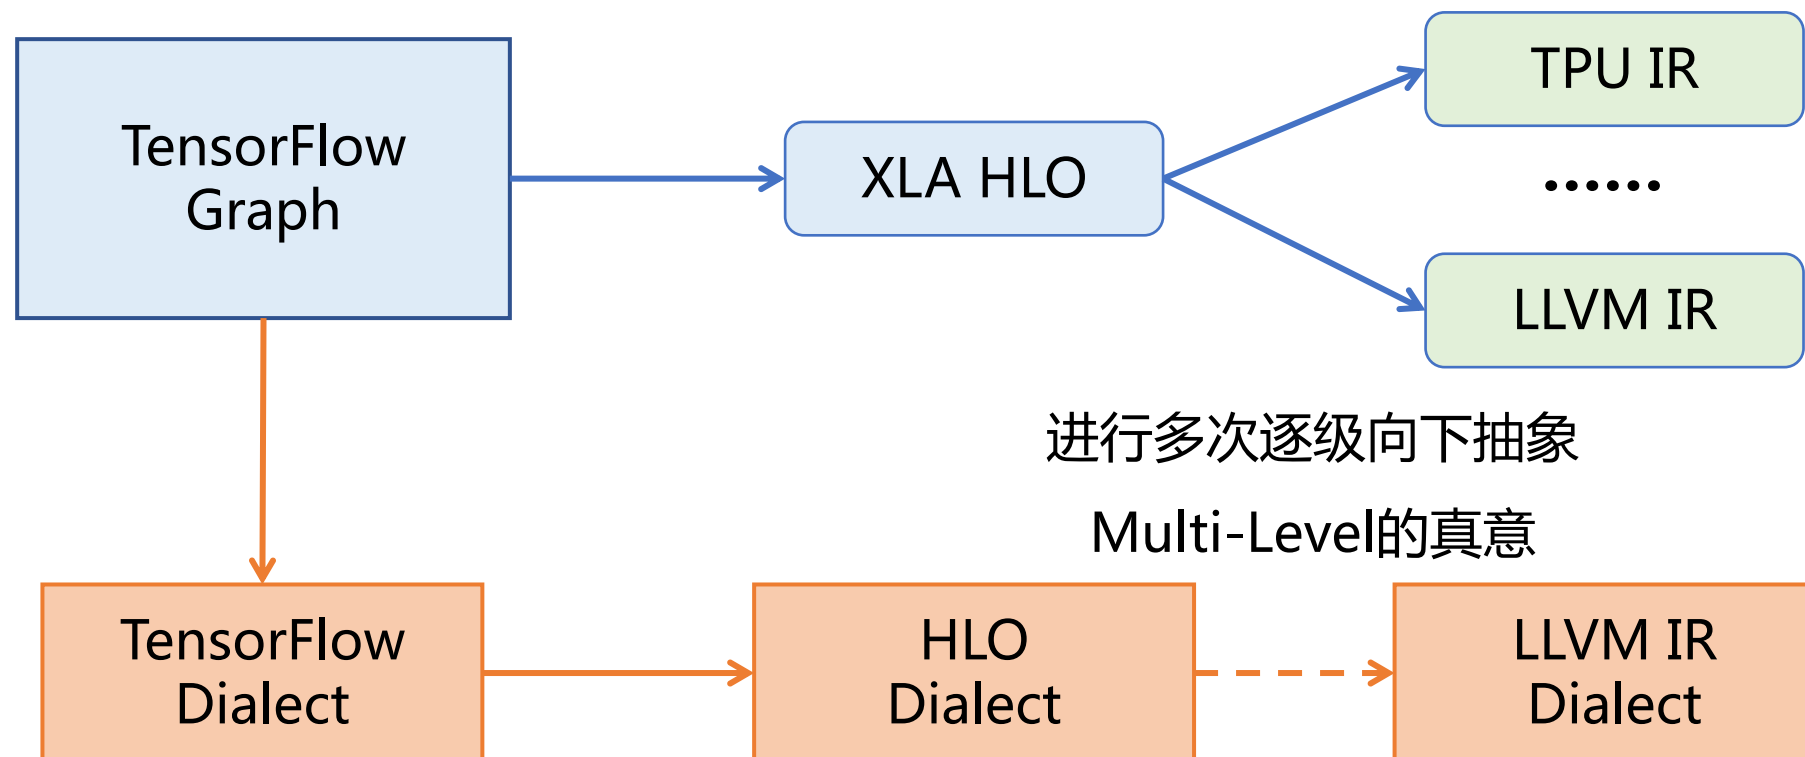 TensorFlow
Graph
XLA HLO
TPU IR
······
LLVM IR
进行多次逐级向下抽象
Multi-Level的真意
TensorFlow
Dialect
HLO
Dialect
LLVM IR
Dialect